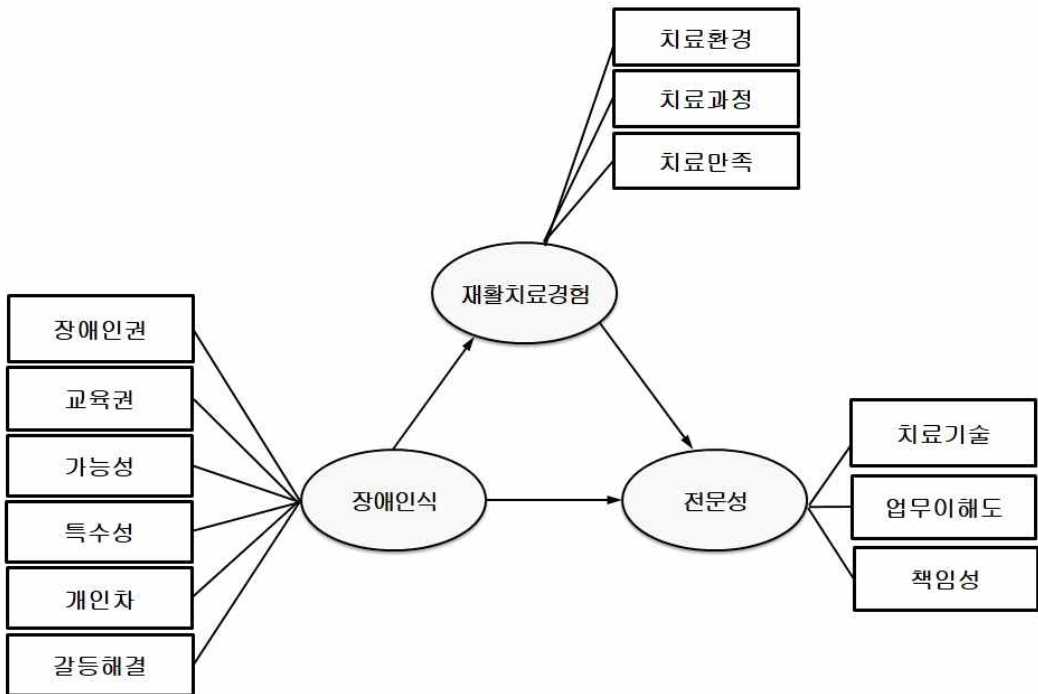 치료환경
치료과정
치료만족
재활치료경험
장애인권
교육권
가능성
특수성
개인차
갈등해결
장애인식
전문성
치료기술
업무이해도
책임성